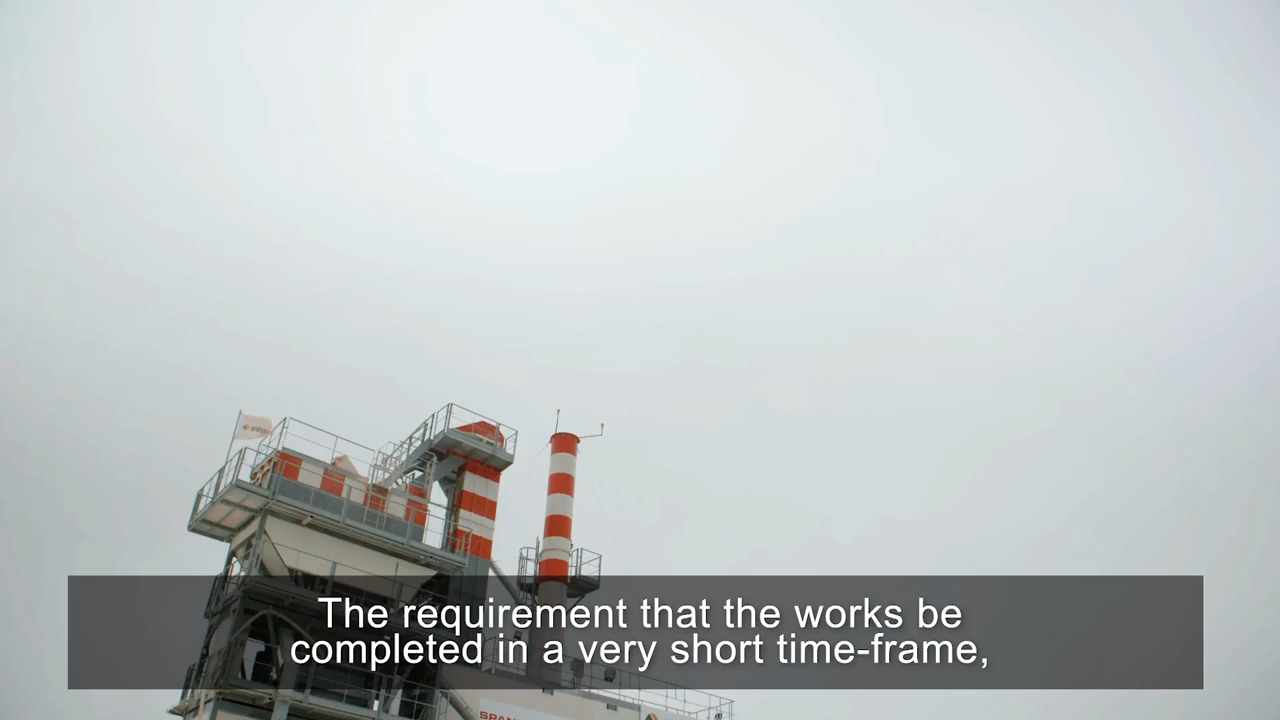 The requirement that the works be
completed in a very short time-frame,